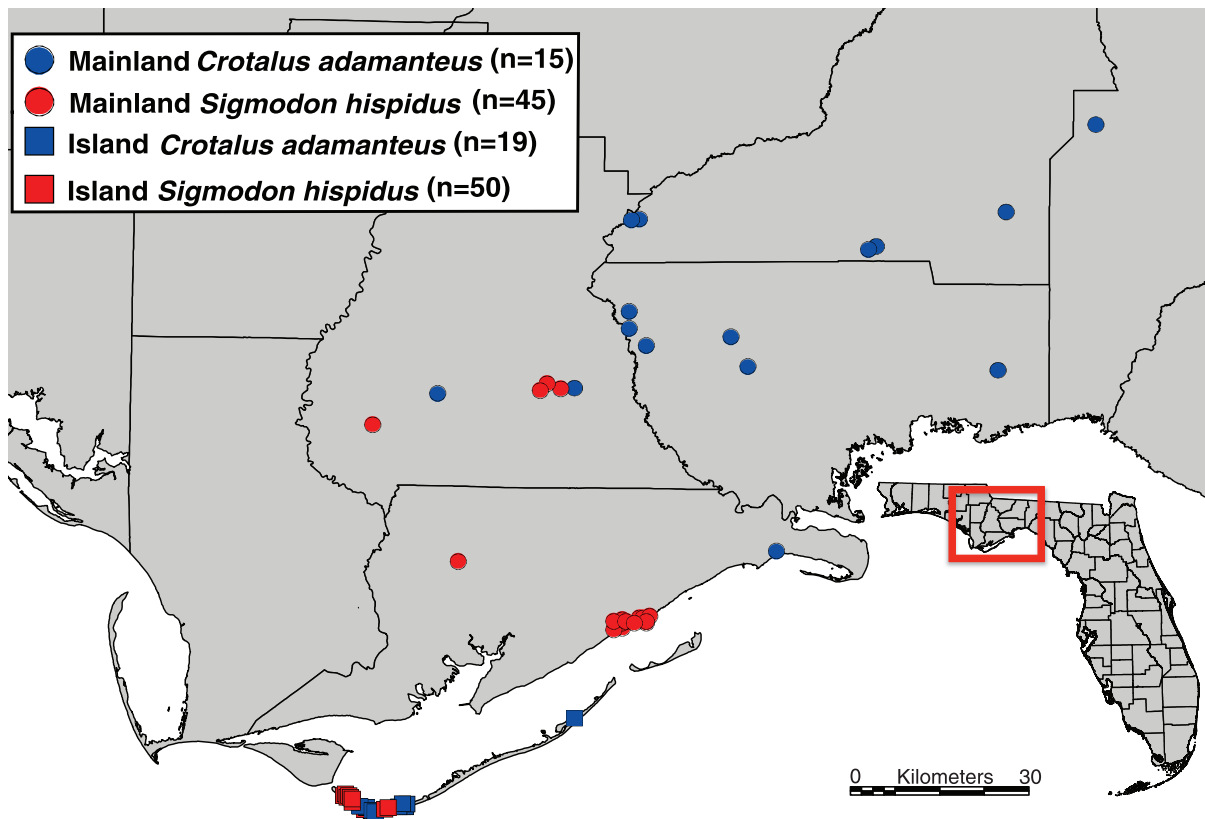 Mainland Crotalus adamanteus (n=15)
Mainland Sigmodon hispidus (n=45)
Island Crotalus adamanteus (n=19)
Island Sigmodon hispidus (n=50)
0 Kilometers 30